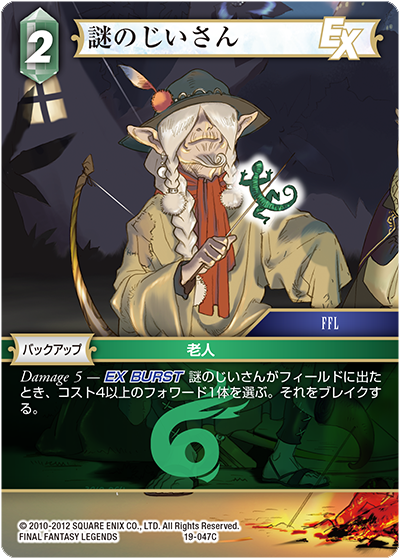 2
謎のじいさん
EX
FFL
バックアップ
老人
Damage 5 ― EX BURST 謎のじいさんがフィールドに出た
とき、コスト4以上のフォワード1体を選ぶ。それをブレイクす
る。
© 2010-2012 SQUARE ENIX CO., LTD. All Rights Reserved.
FINAL FANTASY LEGENDS
19-047C